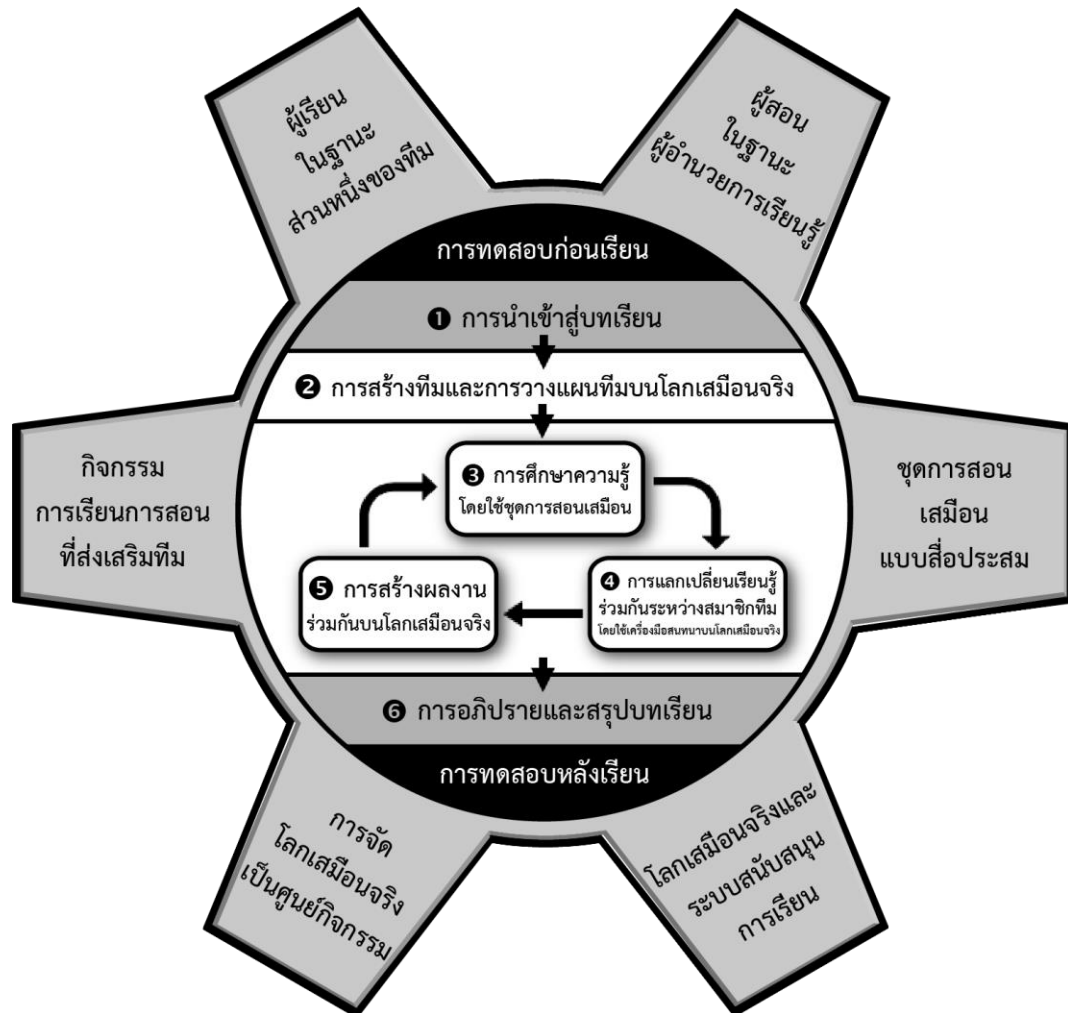 ผู้เรียน
ในฐานะ
ส่วนหนึ่งของทีม
ผู้สอน
ในฐานะ
ผู้อำนวยการเรียนรู้
การทดสอบก่อนเรียน
❶ การนำเข้าสู่บทเรียน
❷ การสร้างทีมและการวางแผนทีมบนโลกเสมือนจริง
กิจกรรม
การเรียนการสอน
ที่ส่งเสริมทีม
❸ การศึกษาความรู้
โดยใช้ชุดการสอนเสมือน
❹ การแลกเปลี่ยนเรียนรู้
ร่วมกันระหว่างสมาชิกทีม
โดยใช้เครื่องมือสนทนาบนโลกเสมือนจริง
❺ การสร้างผลงาน
ร่วมกันบนโลกเสมือนจริง
ชุดการสอน
เสมือน
แบบสื่อประสม
❻ การอภิปรายและสรุปบทเรียน
การทดสอบหลังเรียน
การจัด
โลกเสมือนจริง
เป็นศูนย์กิจกรรม
โลกเสมือนจริงและ
ระบบสนับสนุน
การเรียน